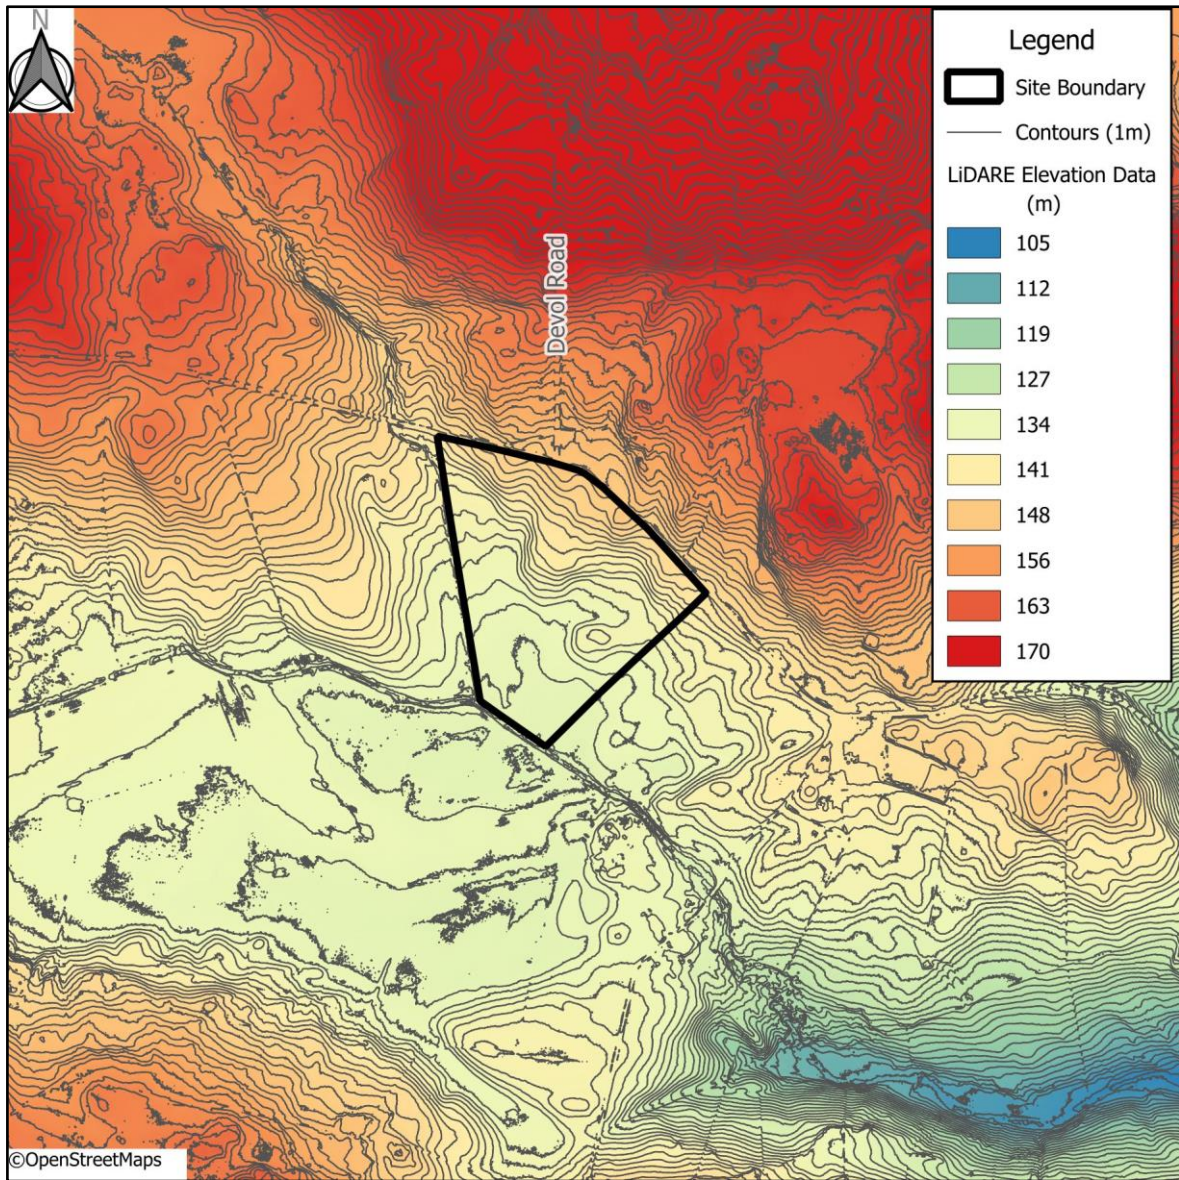 N
Legend
Site Boundary
Contours (1m)
LiDARE Elevation Data
(m)
105
112
119
127
134
141
148
156
163
170
Devol Road
©OpenStreetMaps